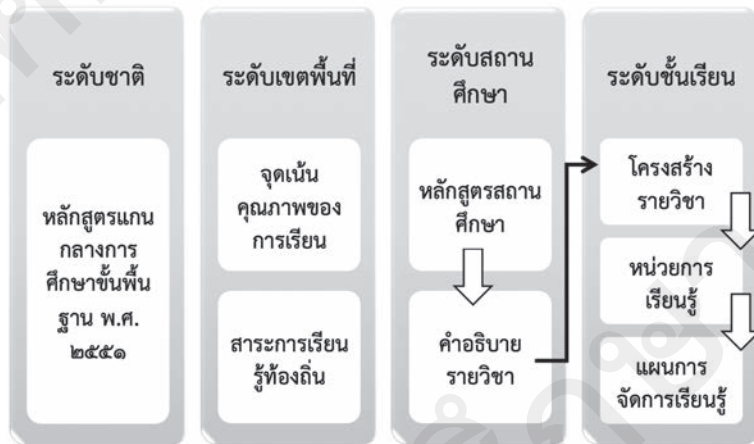 ระดับชาติ
หลักสูตรแกน
กลางการ
ศึกษาขั้นพื้น
ฐาน พ.ศ.
๒๕๕๑
ระดับเขตพื้นที่
จุดเน้น
คุณภาพของ
การเรียน
สาระการเรียน
รู้ท้องถิ่น
ระดับสถาน
ศึกษา
หลักสูตรสถาน
ศึกษา
คำอธิบาย
รายวิชา
ระดับชั้นเรียน
โครงสร้าง
รายวิชา
หน่วยการ
เรียนรู้
แผนการ
จัดการเรียนรู้